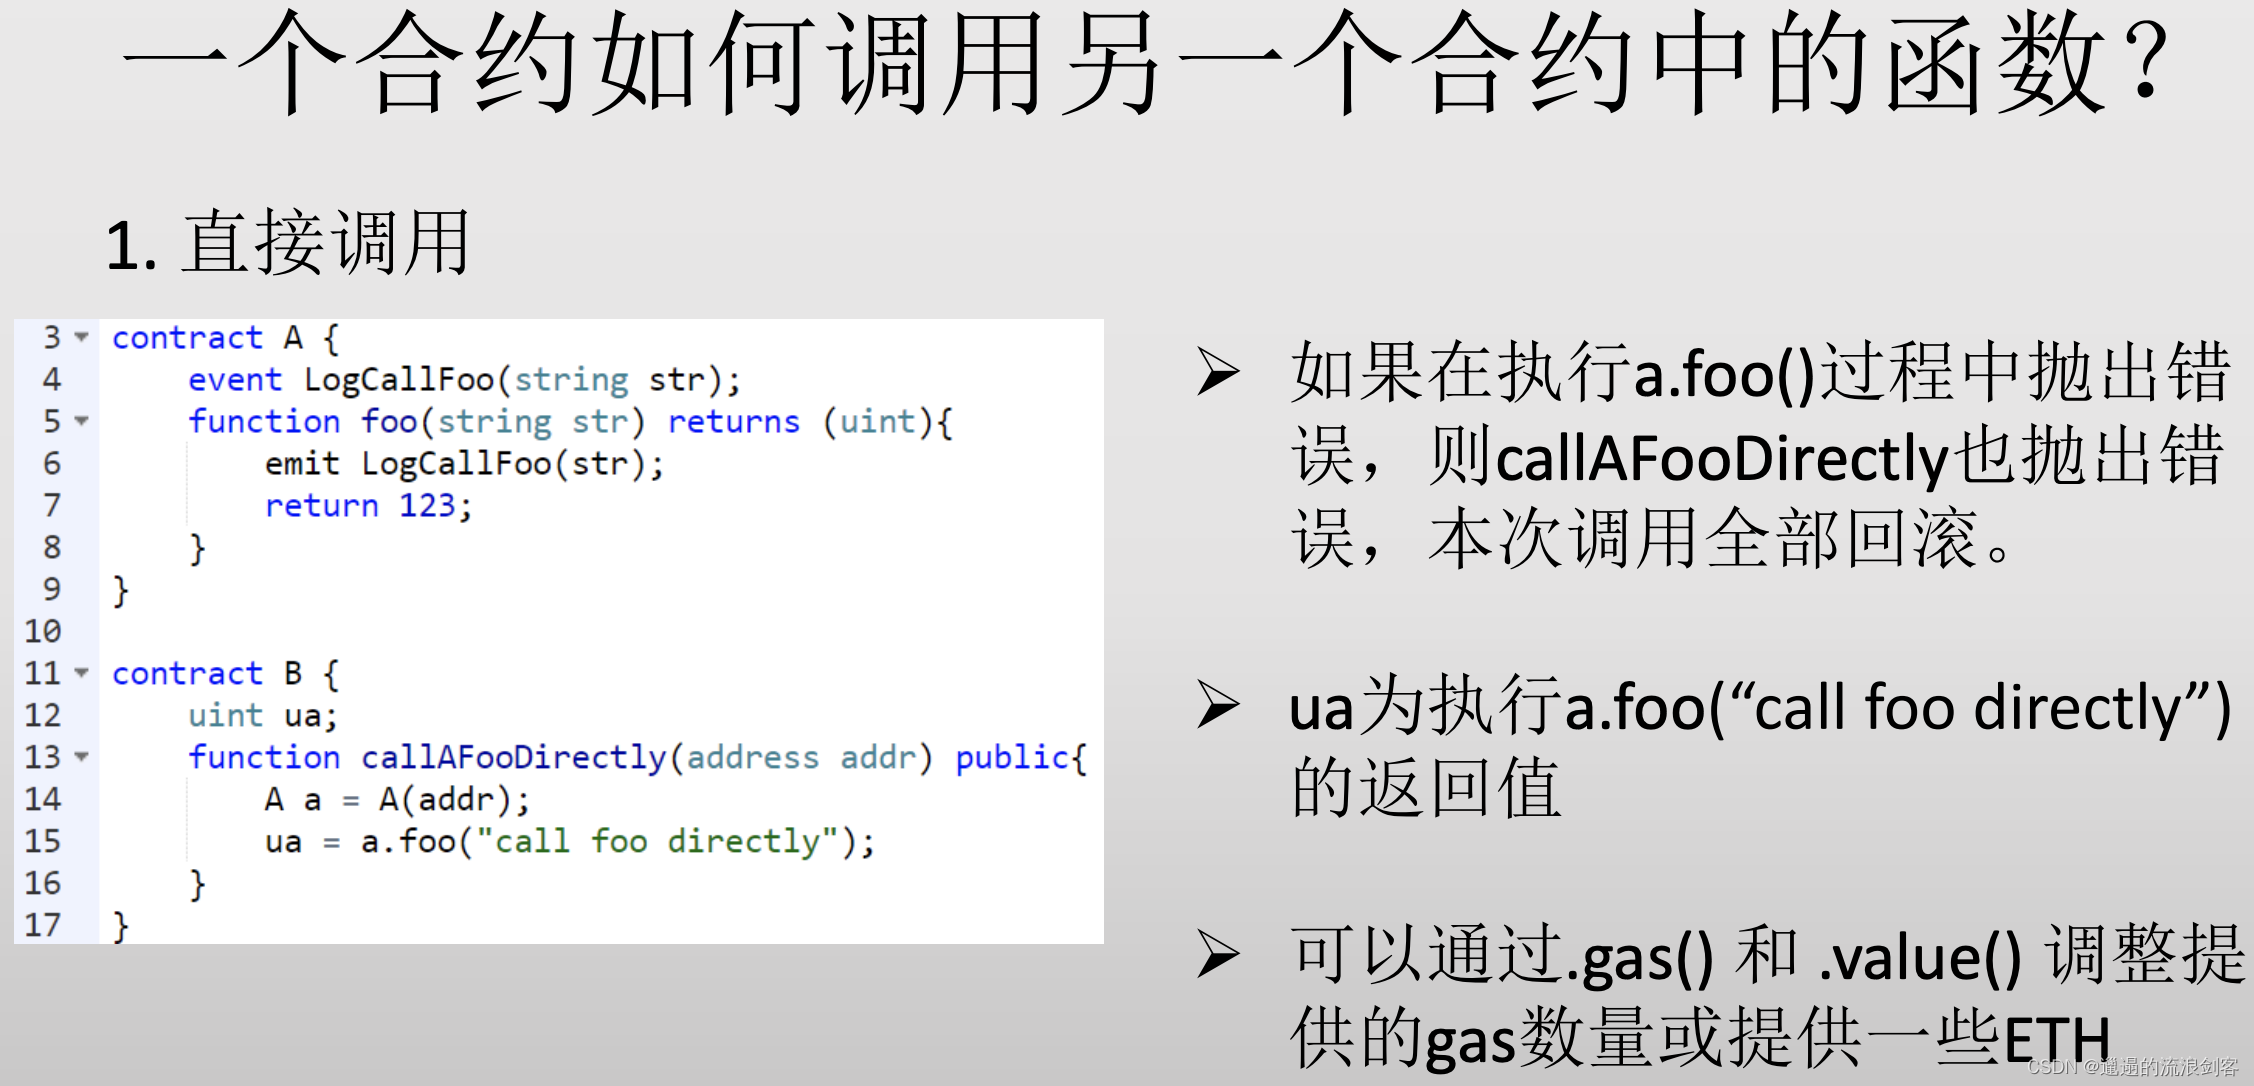 一个合约如何调用另一个合约中的函数？
1. 直接调用
3 contract A {
4     event LogCallFoo(string str);
5     function foo(string str) returns (uint){
6         emit LogCallFoo(str);
7         return 123;
8     }
9 }
10
11 contract B {
12     uint ua;
13     function callAFooDirectly(address addr) public{
14         A a = A(addr);
15         ua = a.foo("call foo directly");
16     }
17 }
➢ 如果在执行a.foo()过程中抛出错
误，则callAFooDirectly也抛出错
误，本次调用全部回滚。
➢ ua为执行a.foo(“call foo directly”)
的返回值
➢ 可以通过.gas() 和 .value() 调整提
供的gas数量或提供一些ETH
CSDN @邋遢的流浪剑客